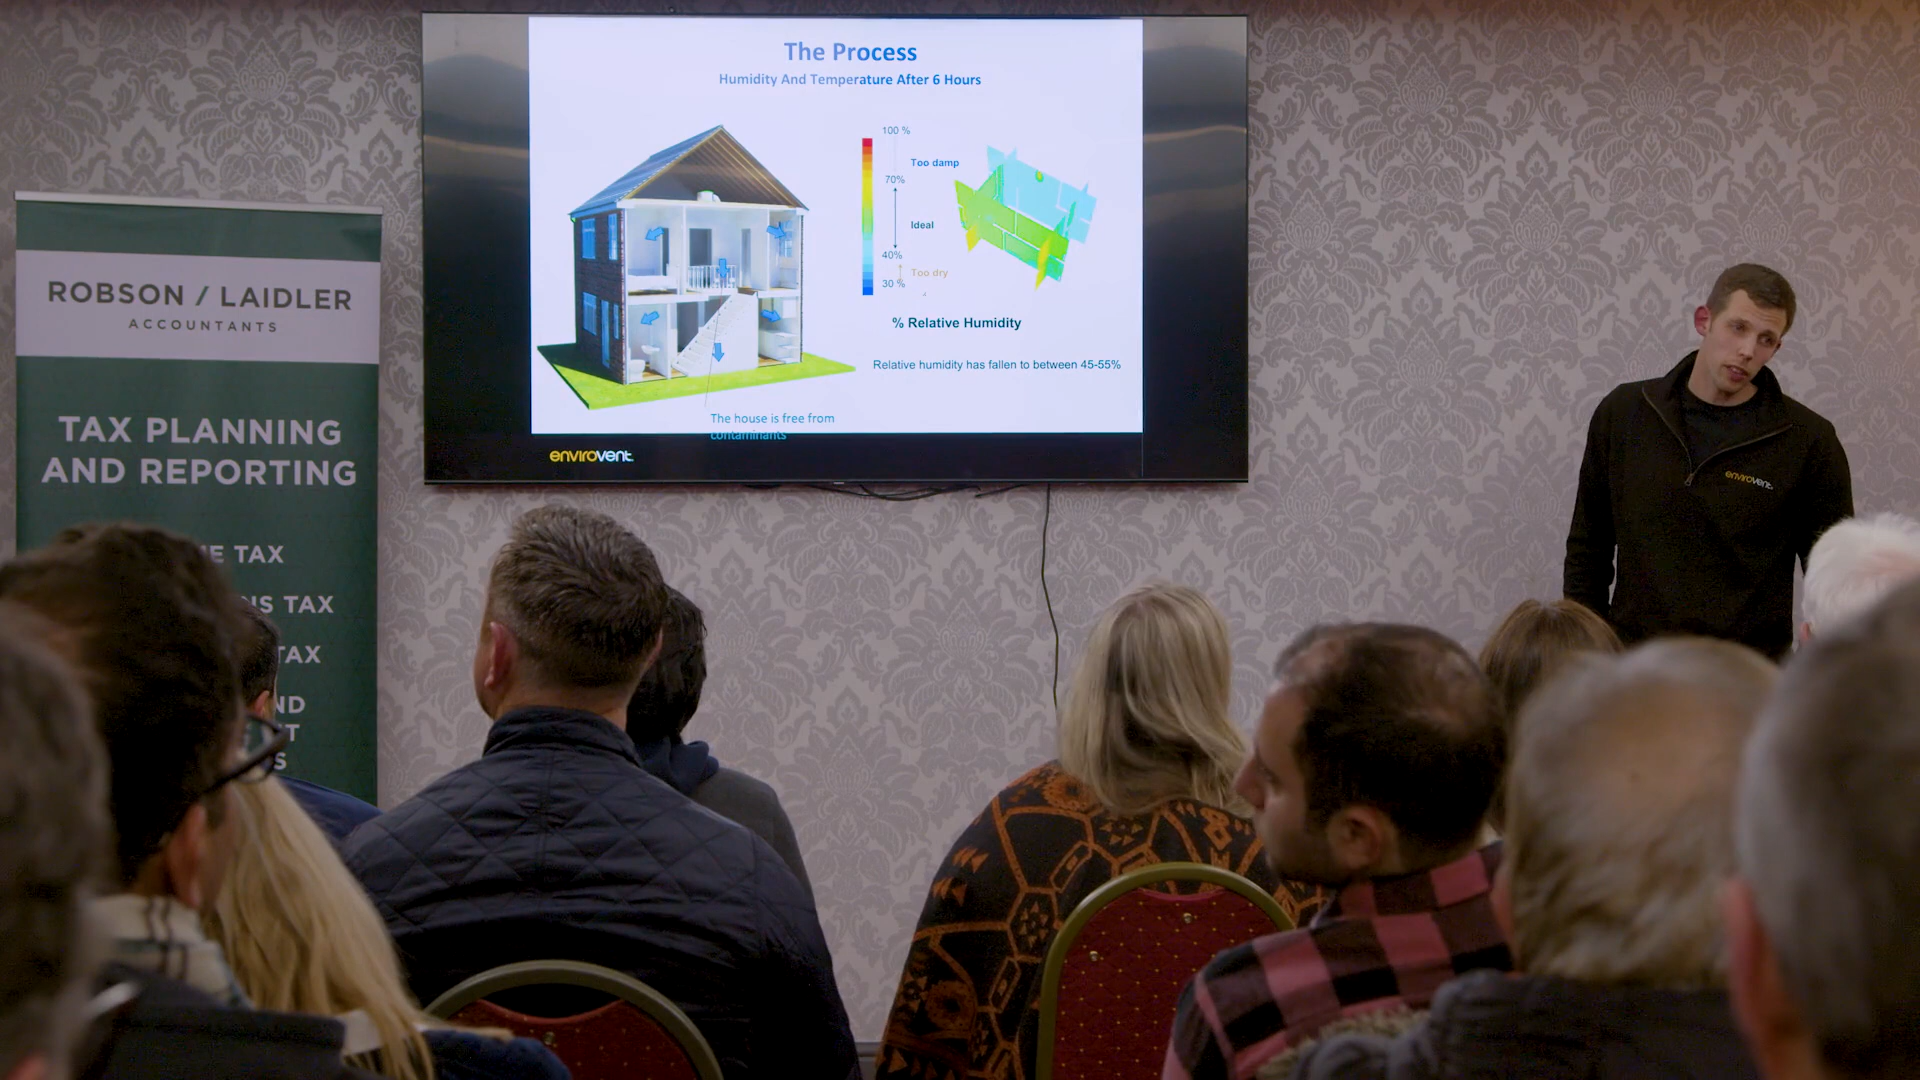 The Process
Humidity And Temperature After 6 Hours
100 %
Too damp
70%
Ideal
40%
Too dry
30 %
% Relative Humidity
Relative humidity has fallen to between 45-55%
The house is free from
contaminants
envirovent.
ROBSON / LAIDLER
ACCOUNTANTS
TAX PLANNING
AND REPORTING
TAX
TAX
TAX
envirovent.